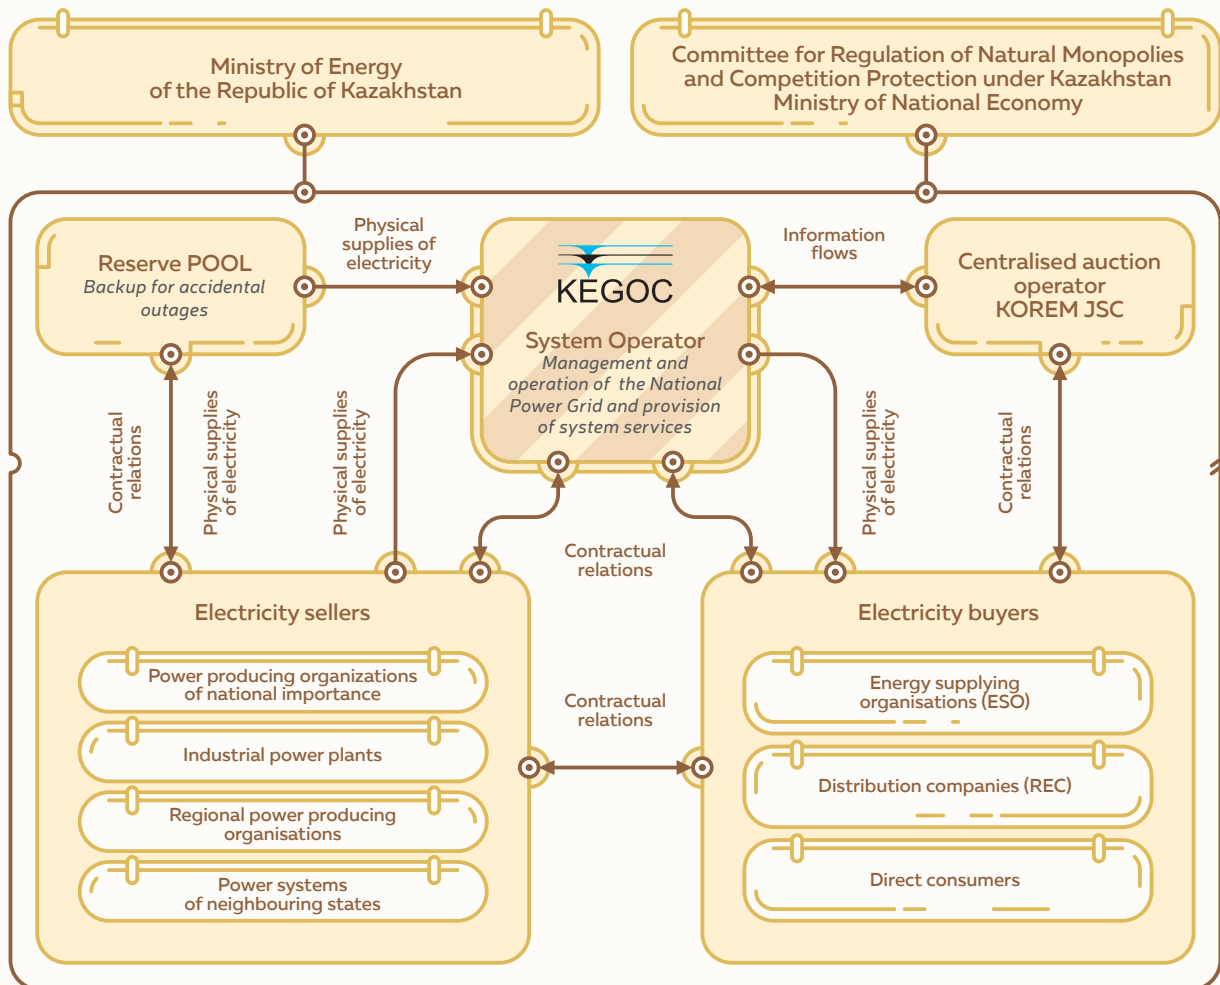 Ministry of Energy
of the Republic of Kazakhstan
Committee for Regulation of Natural Monopolies
and Competition Protection under Kazakhstan
Ministry of National Economy
Reserve POOL
Backup for accidental
outages
Physical
supplies of
electricity
KEGOC
System Operator
Management and
operation of the National
Power Grid and provision
of system services
Information
flows
Centralised auction
operator
KOREM JSC
Contractual
relations
Physical supplies
of electricity
Physical supplies
of electricity
Contractual
relations
Physical supplies
of electricity
Contractual
relations
Electricity sellers
Power producing organizations
of national importance
Industrial power plants
Regional power producing
organisations
Power systems
of neighbouring states
Contractual
relations
Electricity buyers
Energy supplying
organisations (ESO)
Distribution companies (REC)
Direct consumers